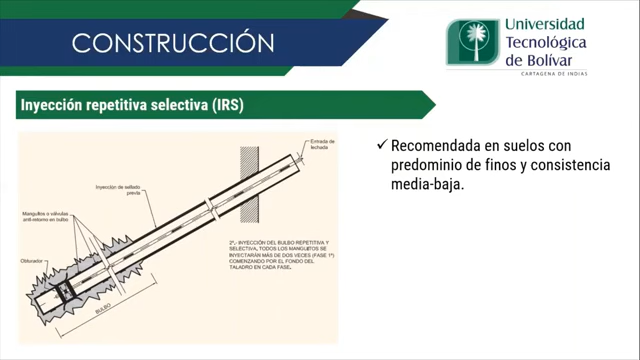 CONSTRUCCIÓN
Universidad
Tecnológica
de Bolívar
CARTAGENA DE INDIAS
Inyección repetitiva selectiva (IRS)
Entrada de
lechada
Inyección de sellado
previa
Manguitos o válvulas
anti-retorno en bulbo
Obturador
BULBO
2ª.- INYECCIÓN DEL BULBO REPETITIVA Y
SELECTIVA, TODOS LOS MANGUITOS SE
INYECTARÁN MÁS DE DOS VECES (FASE 1ª)
COMENZANDO POR EL FONDO DEL
TALADRO EN CADA FASE.
✓ Recomendada en suelos con
predominio de finos y consistencia
media-baja.